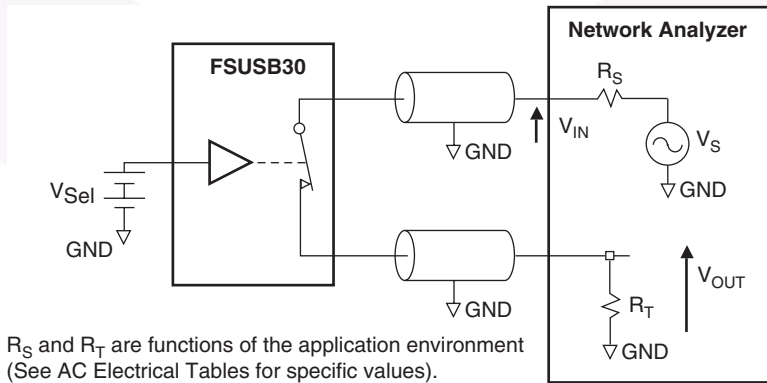 Network Analyzer
FSUSB30
R_S
GND
V_IN
V_S
GND
V_Sel
GND
GND
V_OUT
R_T
GND
R_S and R_T are functions of the application environment
(See AC Electrical Tables for specific values).